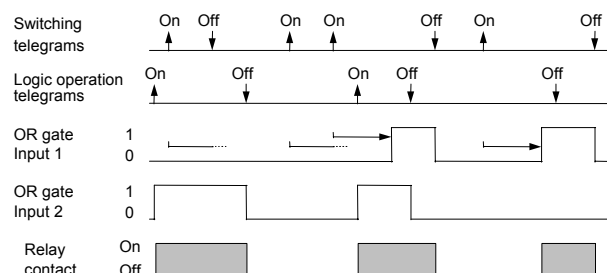 Switching
telegrams
On Off On On Off On Off
Logic operation
telegrams
On Off On Off Off
OR gate
Input 1
1
0
OR gate
Input 2
1
0
Relay
contact
On
Off